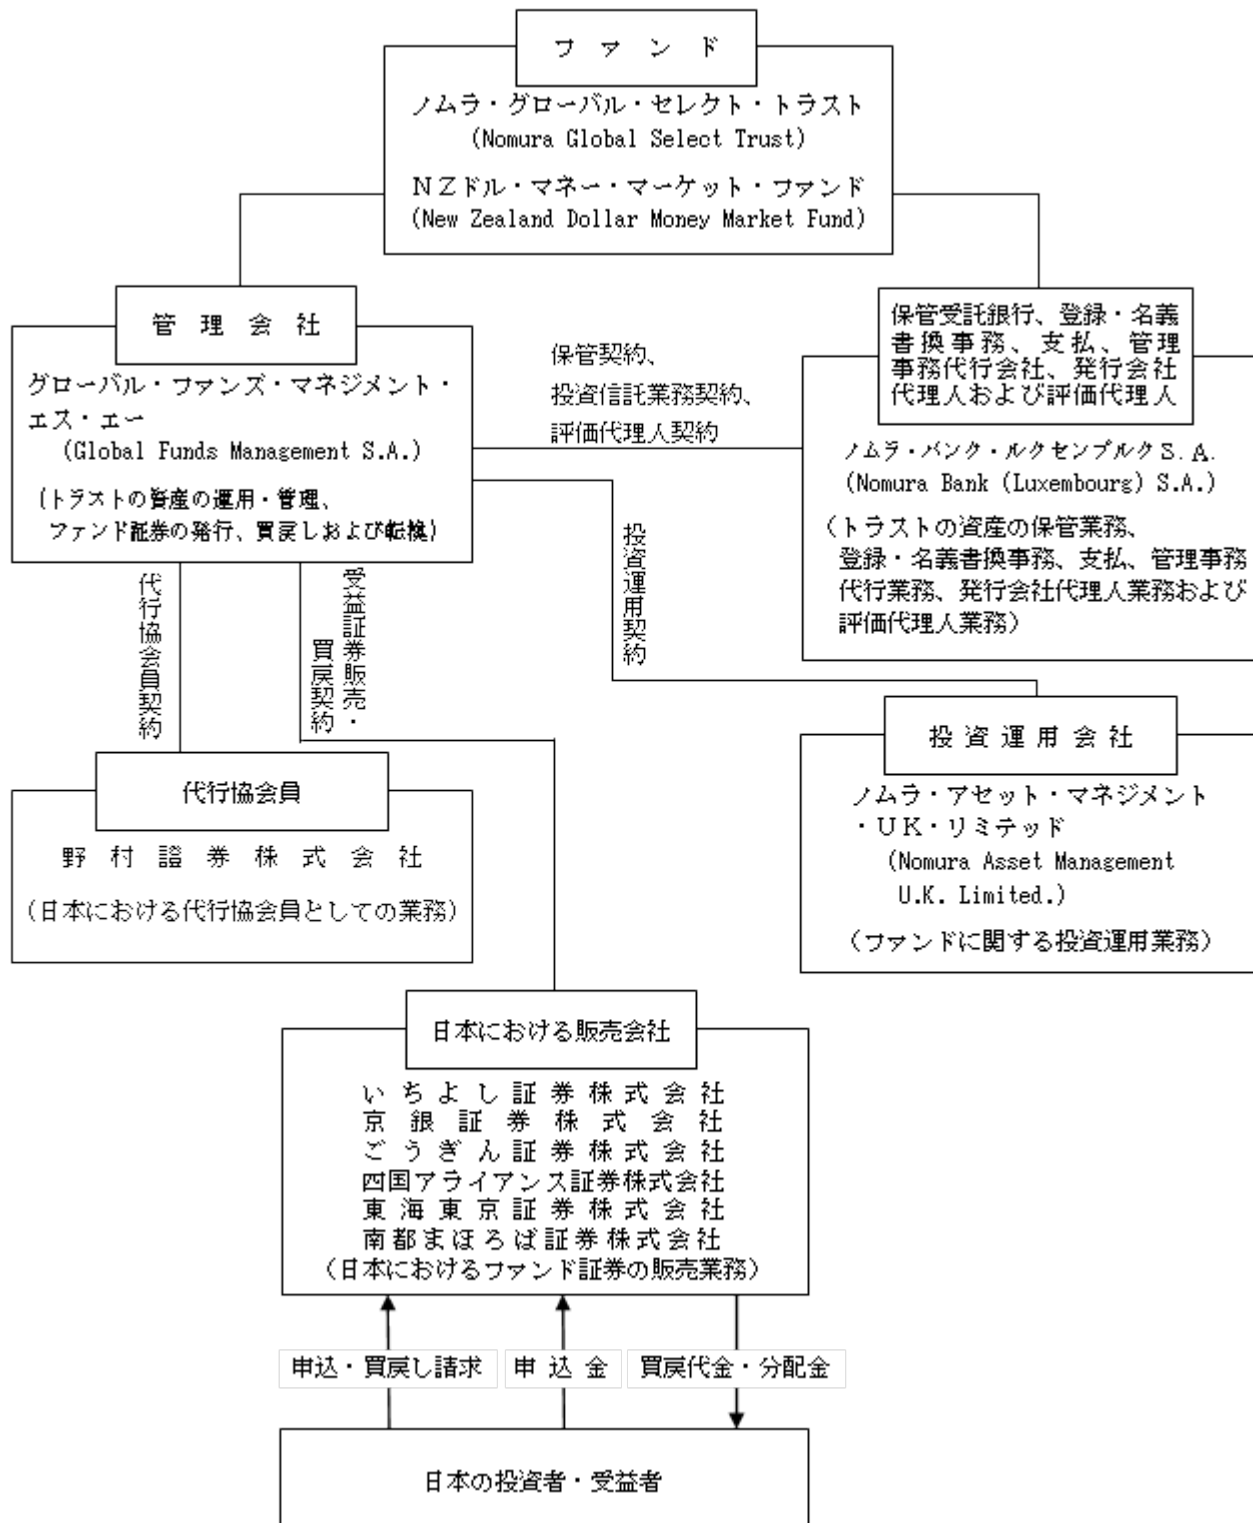 ファンド
ノムラ・グローバル・セレクト・トラスト
(Nomura Global Select Trust)
NZドル・マネー・マーケット・ファンド
(New Zealand Dollar Money Market Fund)
管理会社
グローバル・ファンズ・マネジメント・
エス・エー
(Global Funds Management S.A.)
(トラストの資産の運用・管理、
ファンド証券の発行、買戻しおよび転換)
保管契約、
投資信託業務契約、
評価代理人契約
保管受託銀行、登録・名義
書換事務、支払、管理
事務代行会社、発行会社
代理人および評価代理人
ノムラ・バンク・ルクセンブルクS.A.
(Nomura Bank (Luxembourg) S.A.)
(トラストの資産の保管業務、
登録・名義書換事務、支払、管理事務
代行業務、発行会社代理人業務および
評価代理人業務)
代行協会員契約
受益証券販売・
買戻契約
投資運用契約
投資運用会社
ノムラ・アセット・マネジメント
・UK・リミテッド
(Nomura Asset Management
U.K. Limited.)
(ファンドに関する投資運用業務)
代行協会員
野村證券株式会社
(日本における代行協会員としての業務)
日本における販売会社
いちよし証券株式会社
京銀証券株式会社
ごうぎん証券株式会社
四国アライアンス証券株式会社
東海東京証券株式会社
南都まほろば証券株式会社
(日本におけるファンド証券の販売業務)
申込・買戻し請求
申込金
買戻代金・分配金
日本の投資者・受益者